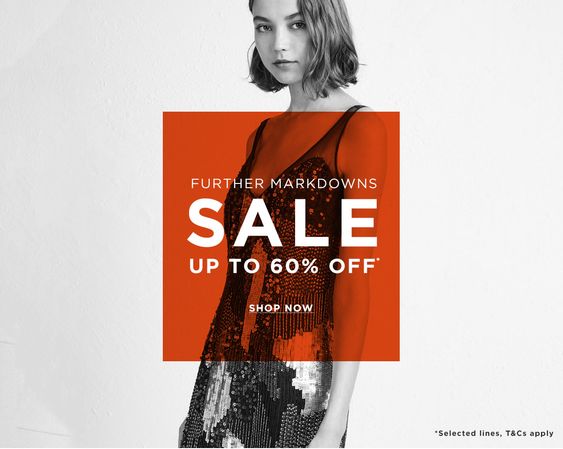 FURTHER MARKDOWNS
SALE
UP TO 60% OFF*
SHOP NOW
*Selected lines, T&Cs apply